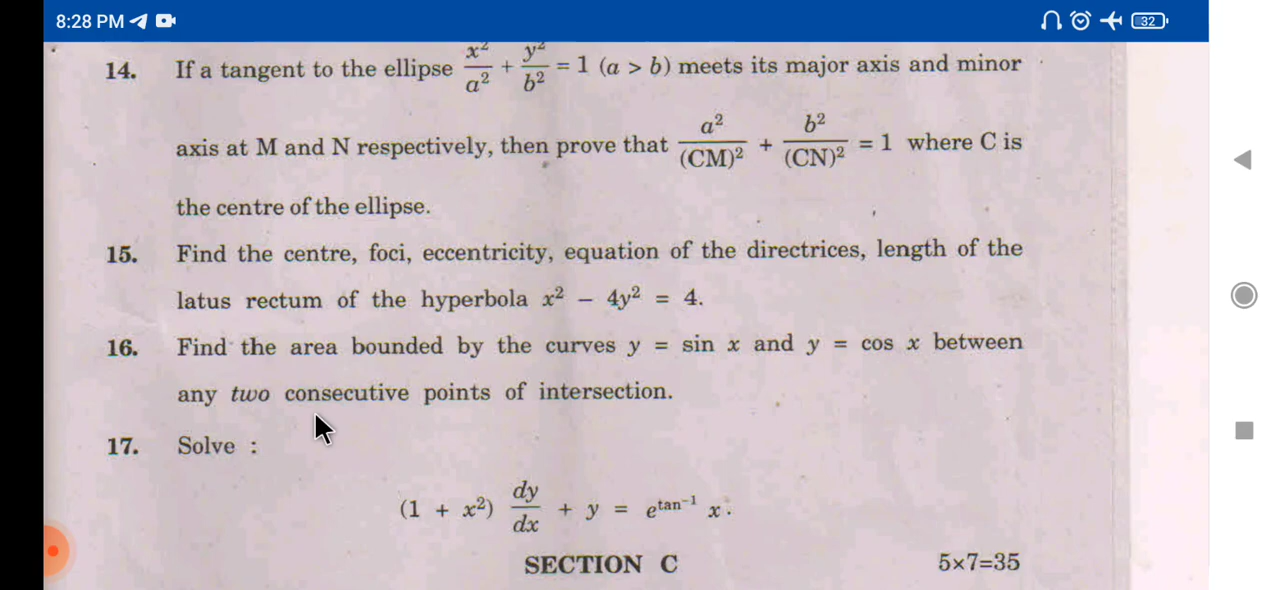 8:28 PM
32
14. If a tangent to the ellipse x²/a² + y²/b² = 1 (a > b) meets its major axis and minor
axis at M and N respectively, then prove that a²/(CM)² + b²/(CN)² = 1 where C is
the centre of the ellipse.
15. Find the centre, foci, eccentricity, equation of the directrices, length of the
latus rectum of the hyperbola x² – 4y² = 4.
16. Find the area bounded by the curves y = sin x and y = cos x between
any two consecutive points of intersection.
17. Solve :
(1 + x²) dy/dx + y = e^(tan⁻¹ x).
SECTION C 5×7=35